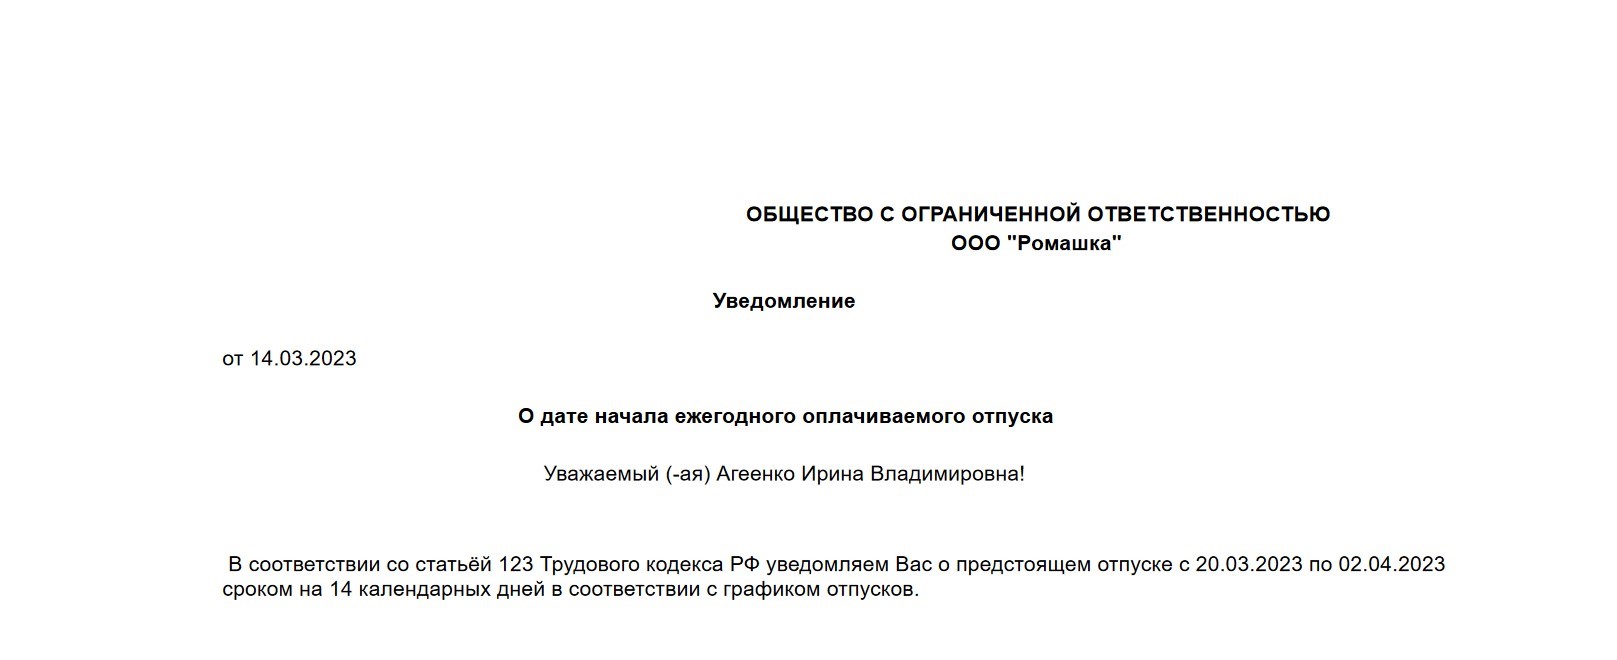 ОБЩЕСТВО С ОГРАНИЧЕННОЙ ОТВЕТСТВЕННОСТЬЮ
ООО "Ромашка"
Уведомление
от 14.03.2023
О дате начала ежегодного оплачиваемого отпуска
Уважаемый (-ая) Агеенко Ирина Владимировна!
В соответствии со статьёй 123 Трудового кодекса РФ уведомляем Вас о предстоящем отпуске с 20.03.2023 по 02.04.2023
сроком на 14 календарных дней в соответствии с графиком отпусков.